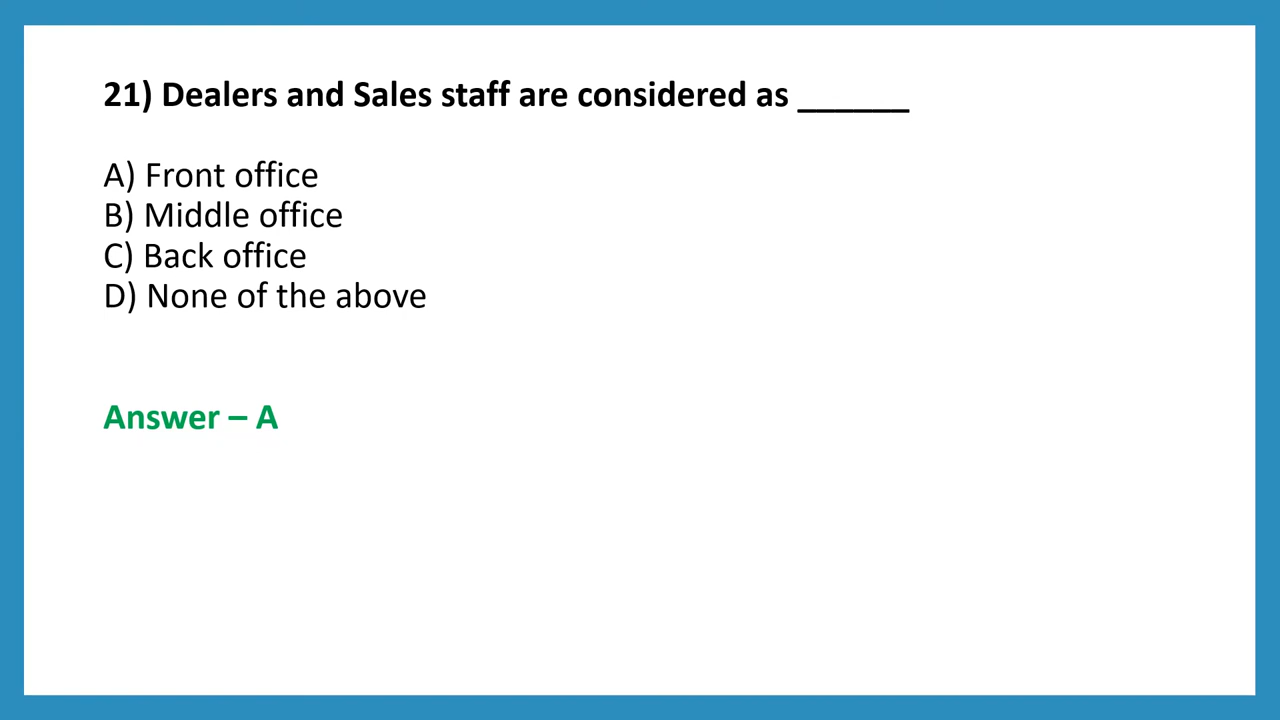 21) Dealers and Sales staff are considered as ______
A) Front office
B) Middle office
C) Back office
D) None of the above
Answer – A